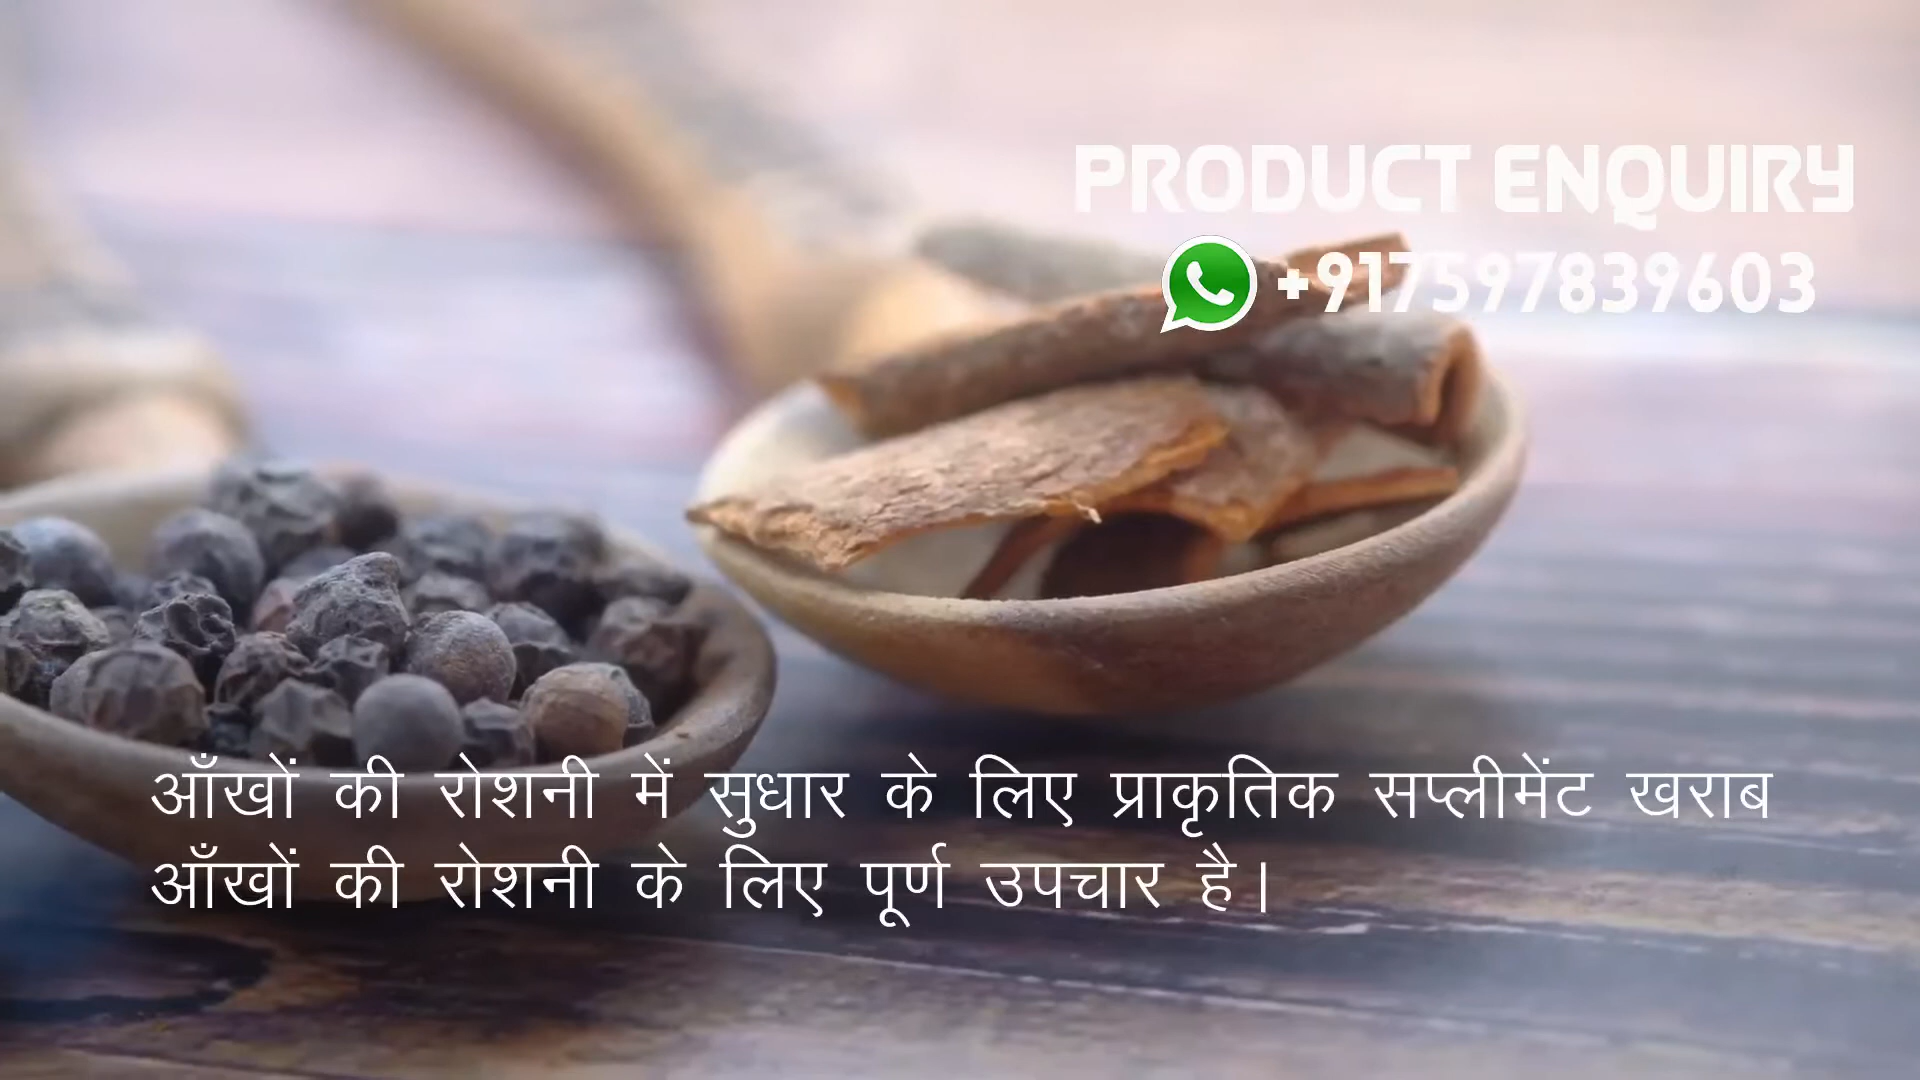 PRODUCT ENQUIRY
+917597839603
आँखों की रोशनी में सुधार के लिए प्राकृतिक सप्लीमेंट खराब
आँखों की रोशनी के लिए पूर्ण उपचार है।